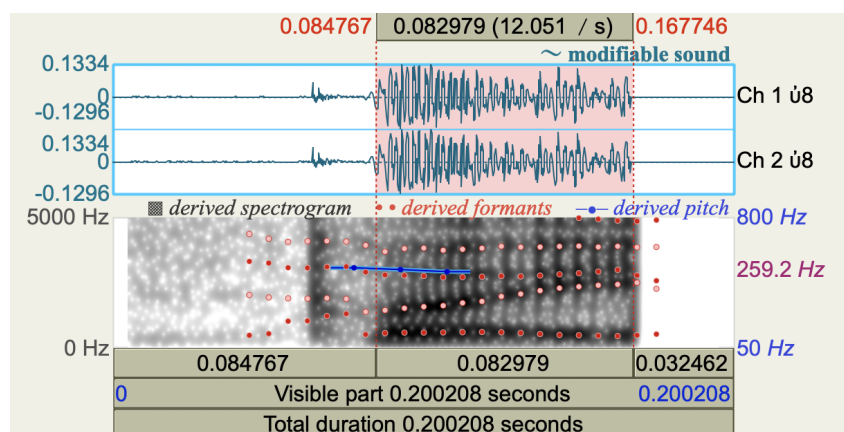 0.084767 0.082979 (12.051 / s) 0.167746
~ modifiable sound
0.1334
0
-0.1296
Ch 1 ù8
0.1334
0
-0.1296
Ch 2 ù8
derived spectrogram derived formants derived pitch
5000 Hz 800 Hz
259.2 Hz
0 Hz 50 Hz
0.084767 0.082979 0.032462
0 Visible part 0.200208 seconds 0.200208
Total duration 0.200208 seconds